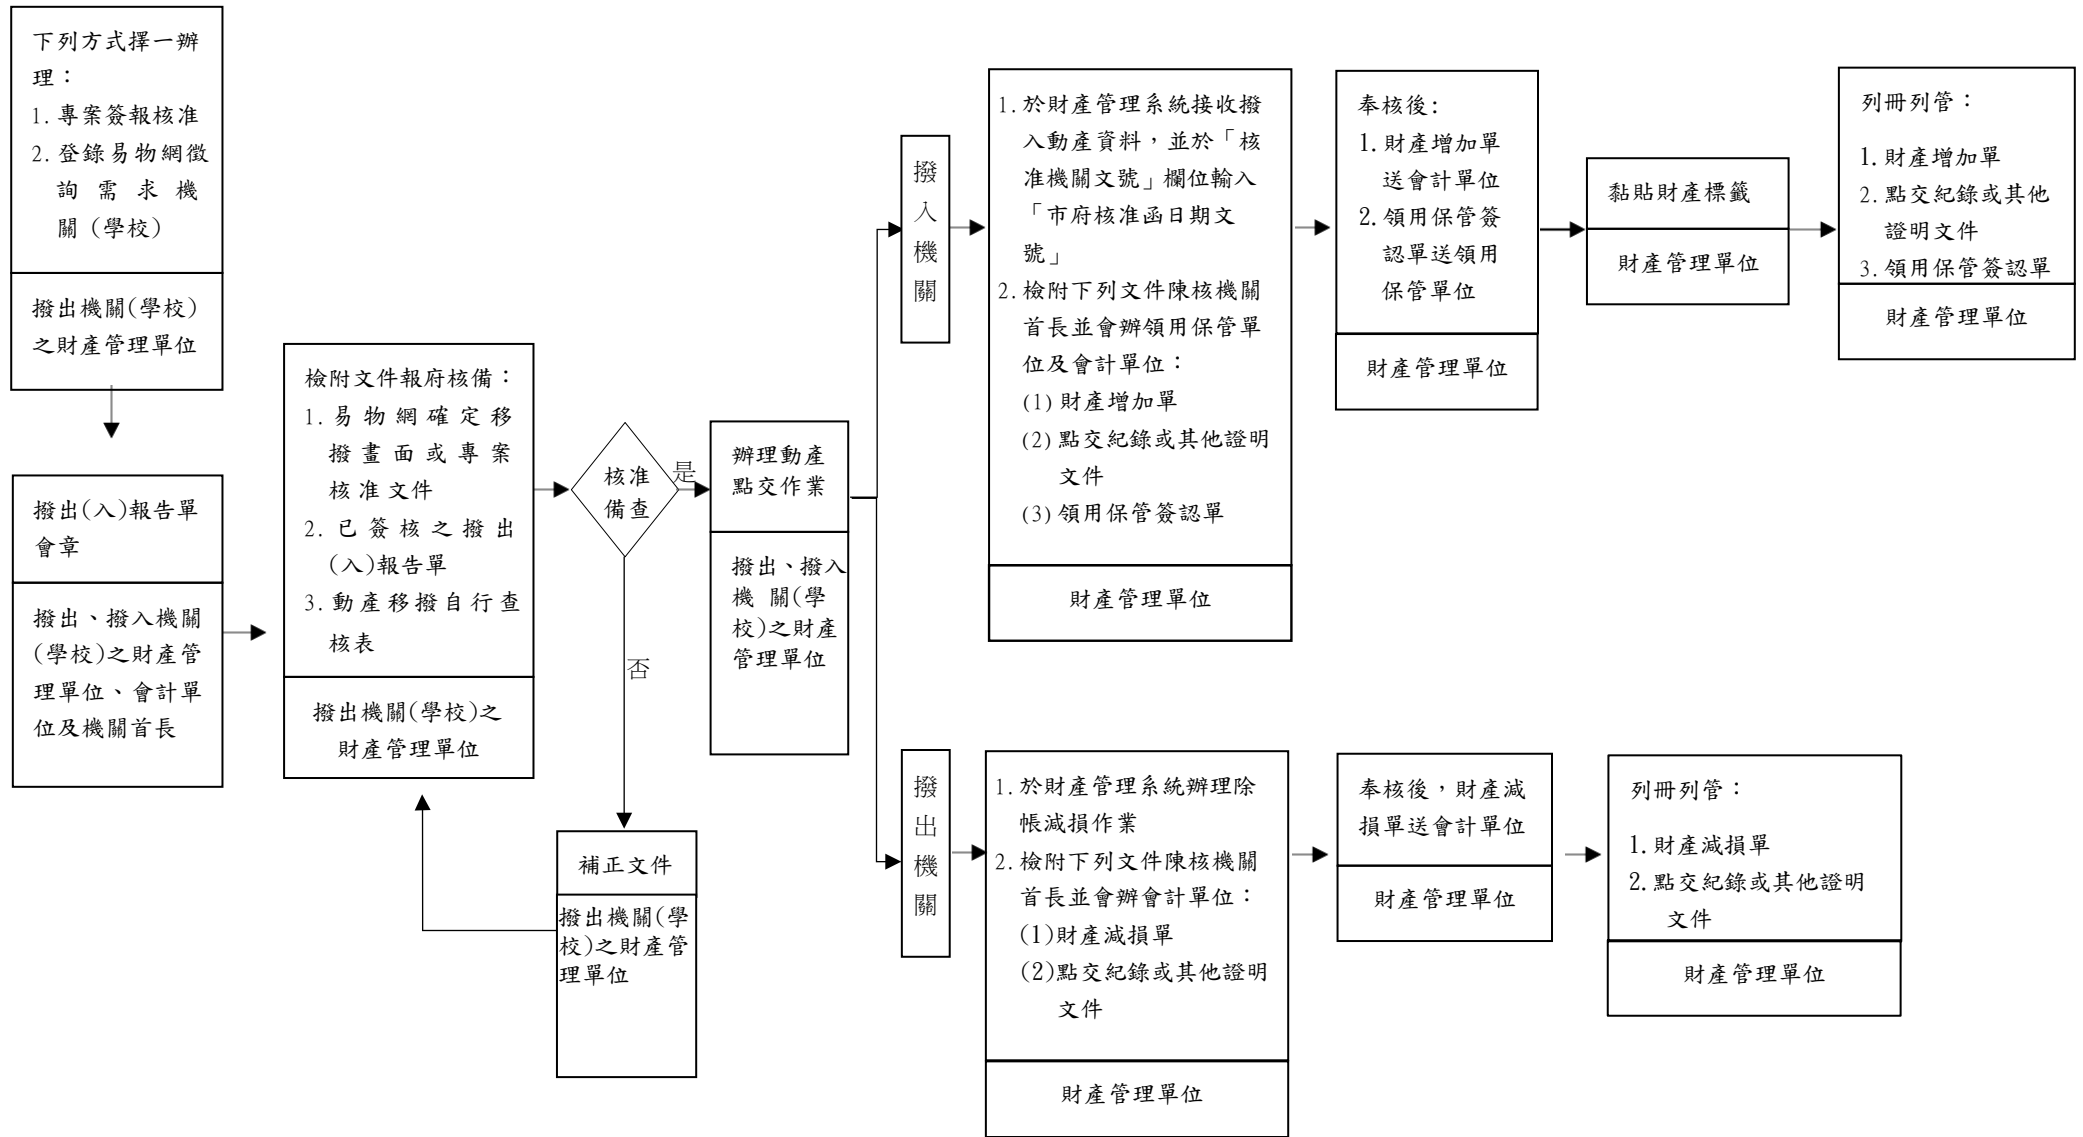 下列方式擇一辦
理：
1. 專案簽報核准
2. 登錄易物網徵
詢需求機
關（學校）
撥出機關(學校)
之財產管理單位
撥出(入)報告單
會章
撥出、撥入機關
(學校)之財產管
理單位、會計單
位及機關首長
檢附文件報府核備：
1. 易物網確定移
撥畫面或專案
核准文件
2. 已簽核之撥出
(入)報告單
3. 動產移撥自行查
核表
撥出機關(學校)之
財產管理單位
核准
備查
是
否
補正文件
撥出機關(學
校)之財產管
理單位
辦理動產
點交作業
撥出、撥入
機關(學
校)之財產
管理單位
撥
入
機
關
1. 於財產管理系統接收撥
入動產資料，並於「核
准機關文號」欄位輸入
「市府核准函日期文
號」
2. 檢附下列文件陳核機關
首長並會辦領用保管單
位及會計單位：
(1) 財產增加單
(2) 點交紀錄或其他證明
文件
(3) 領用保管簽認單
財產管理單位
奉核後:
1. 財產增加單
送會計單位
2. 領用保管簽
認單送領用
保管單位
財產管理單位
黏貼財產標籤
財產管理單位
列冊列管：
1. 財產增加單
2. 點交紀錄或其他
證明文件
3. 領用保管簽認單
財產管理單位
撥
出
機
關
1. 於財產管理系統辦理除
帳減損作業
2. 檢附下列文件陳核機關
首長並會辦會計單位：
(1)財產減損單
(2)點交紀錄或其他證明
文件
財產管理單位
奉核後，財產減
損單送會計單位
財產管理單位
列冊列管：
1. 財產減損單
2. 點交紀錄或其他證明
文件
財產管理單位